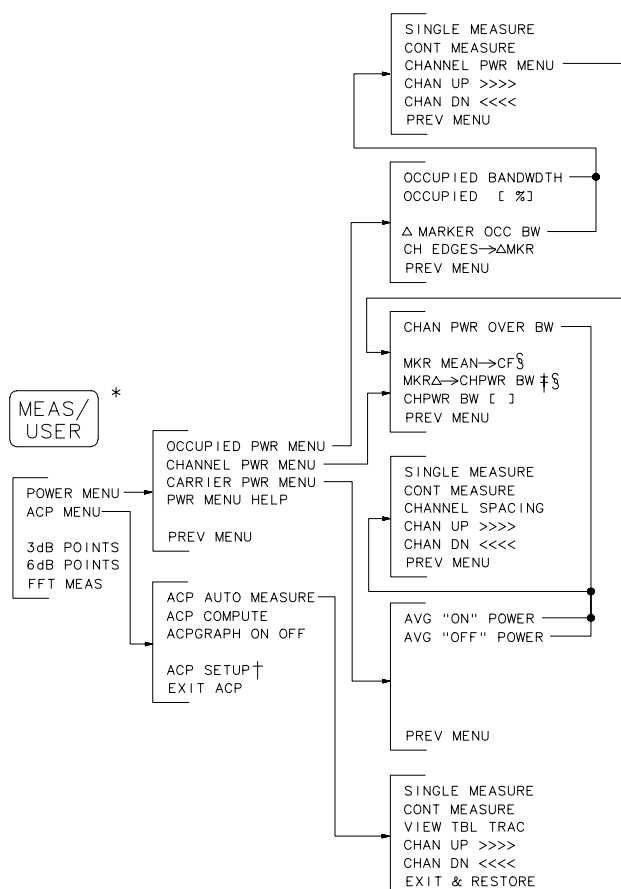 SINGLE MEASURE
CONT MEASURE
CHANNEL PWR MENU
CHAN UP >>>>
CHAN DN <<<<
PREV MENU
OCCUPIED BANDWDTH
OCCUPIED [ %]
△ MARKER OCC BW
CH EDGES→△MKR
PREV MENU
CHAN PWR OVER BW
MKR MEAN→CF§
MKR△→CHPWR BW ‡§
CHPWR BW [ ]
PREV MENU
MEAS/
USER
*
OCCUPIED PWR MENU
CHANNEL PWR MENU
CARRIER PWR MENU
PWR MENU HELP
PREV MENU
SINGLE MEASURE
CONT MEASURE
CHANNEL SPACING
CHAN UP >>>>
CHAN DN <<<<
PREV MENU
POWER MENU
ACP MENU
3dB POINTS
6dB POINTS
FFT MEAS
ACP AUTO MEASURE
ACP COMPUTE
ACPGRAPH ON OFF
ACP SETUP†
EXIT ACP
AVG "ON" POWER
AVG "OFF" POWER
PREV MENU
SINGLE MEASURE
CONT MEASURE
VIEW TBL TRAC
CHAN UP >>>>
CHAN DN <<<<
EXIT & RESTORE